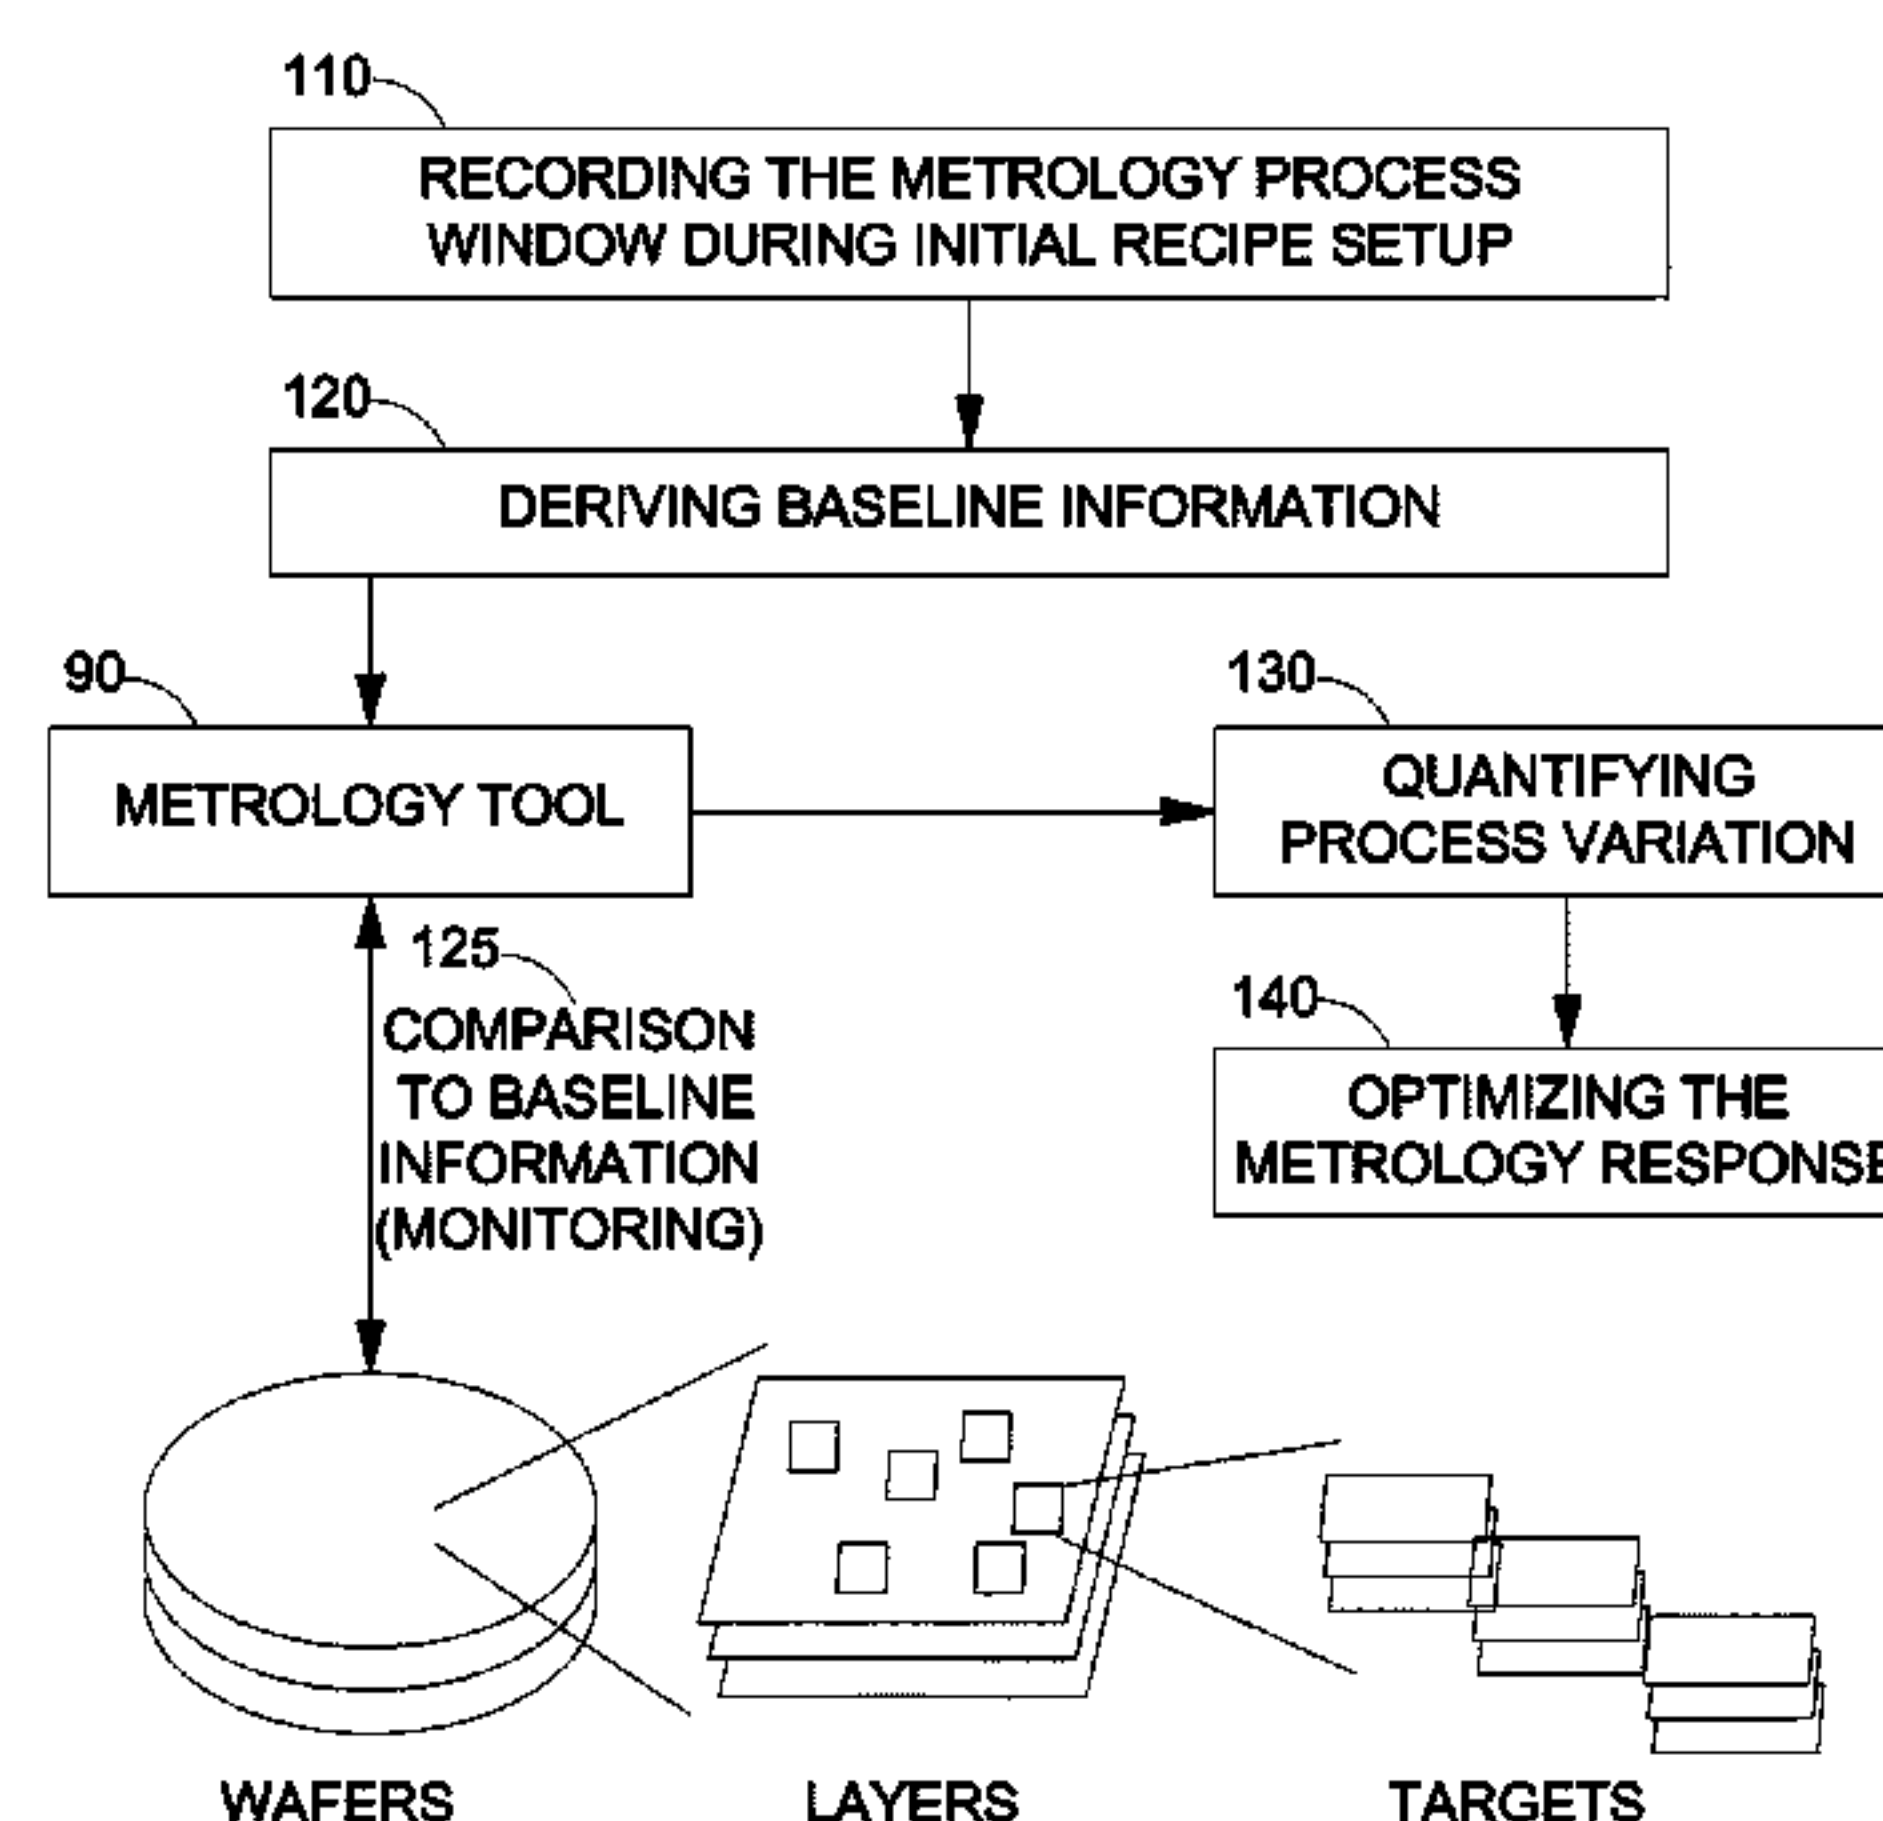 110
RECORDING THE METROLOGY PROCESS
WINDOW DURING INITIAL RECIPE SETUP
120
DERIVING BASELINE INFORMATION
90
METROLOGY TOOL
130
QUANTIFYING
PROCESS VARIATION
125
COMPARISON
TO BASELINE
INFORMATION
(MONITORING)
140
OPTIMIZING THE
METROLOGY RESPONSE
WAFERS
LAYERS
TARGETS